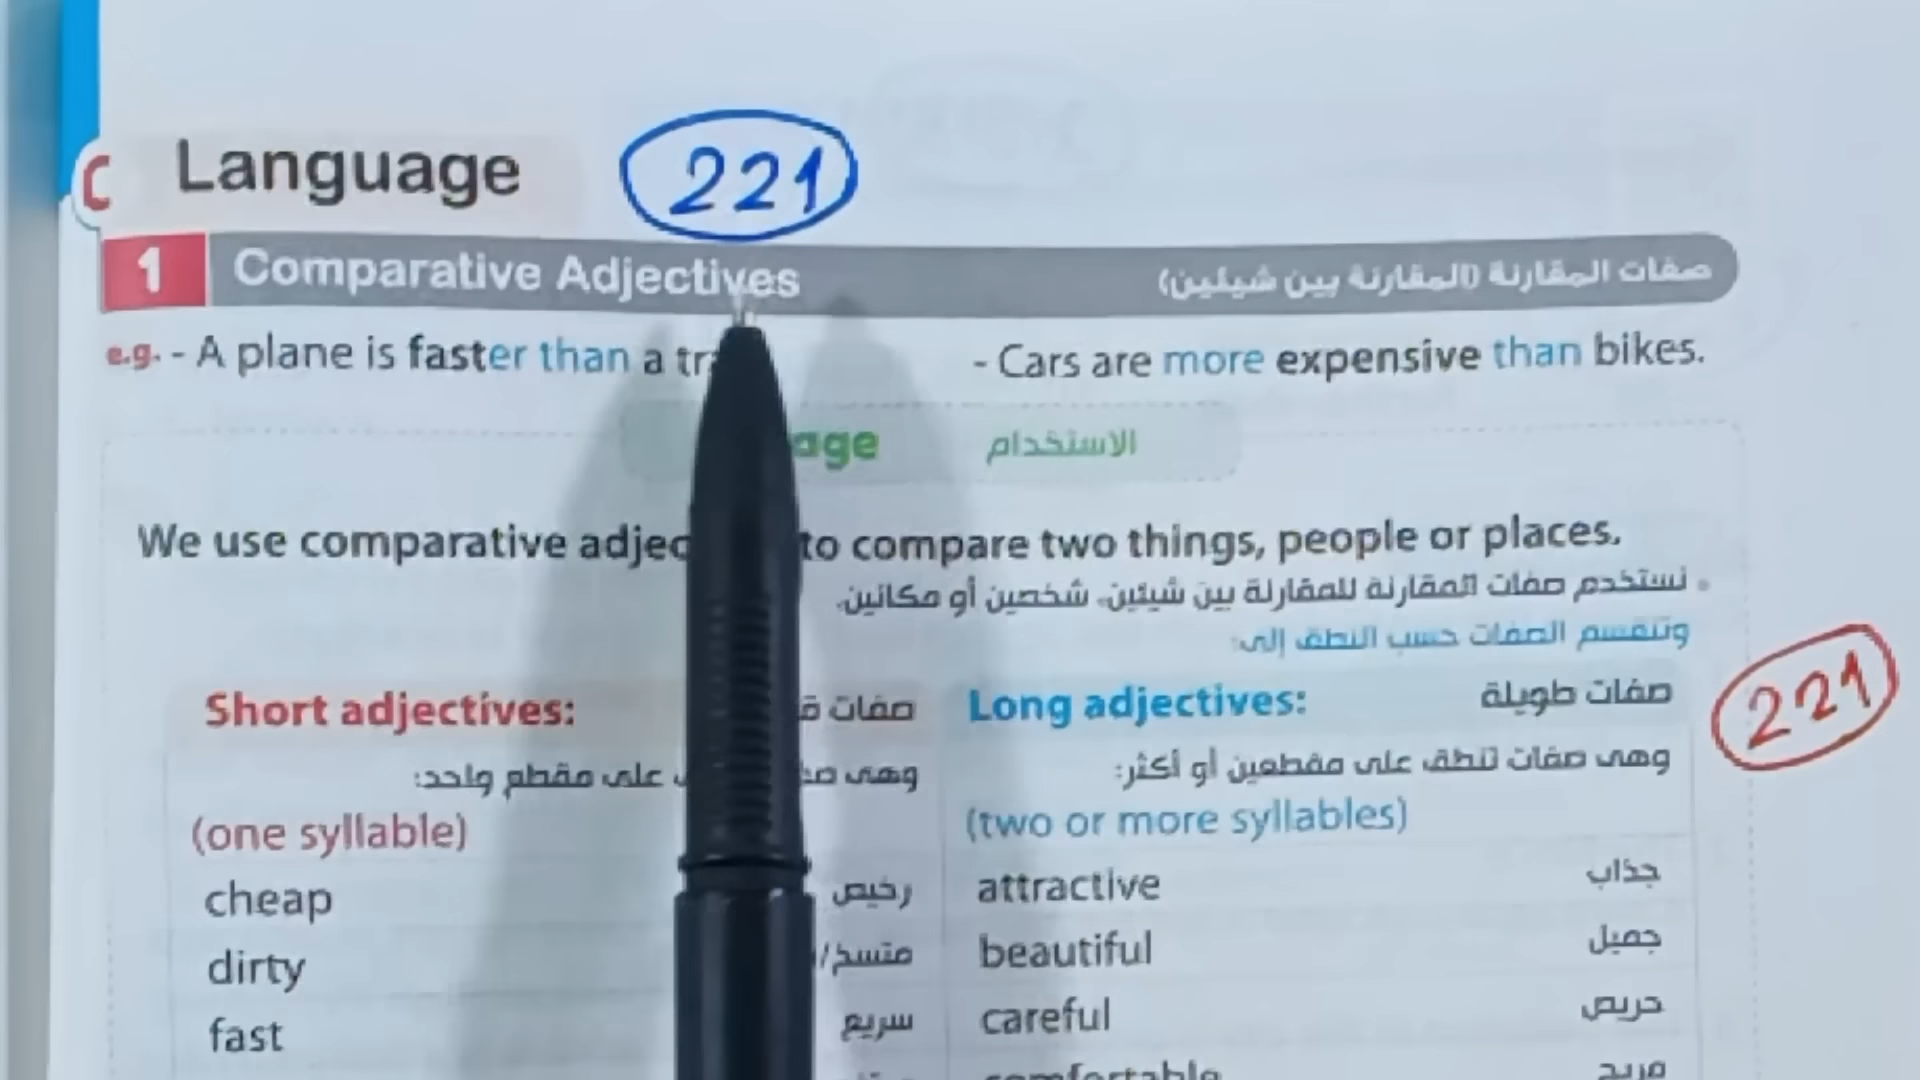 C Language 221
1 Comparative Adjectives صفات المقارنة (المقارنة بين شيئين)
e.g. - A plane is faster than a - Cars are more expensive than bikes.
الاستخدام
We use comparative to compare two things, people or places.
نستخدم صفات المقارنة للمقارنة بين شيئين، شخصين أو مكانين.
وتنقسم الصفات حسب النطق إلى:
Short adjectives: صفات Long adjectives: صفات طويلة
221
وهى على مقطع واحد: وهى صفات تنطق على مقطعين أو أكثر:
(one syllable) (two or more syllables)
cheap رخيص attractive جذاب
dirty متسخ/ beautiful جميل
fast سريع careful حريص
comfortable مريح